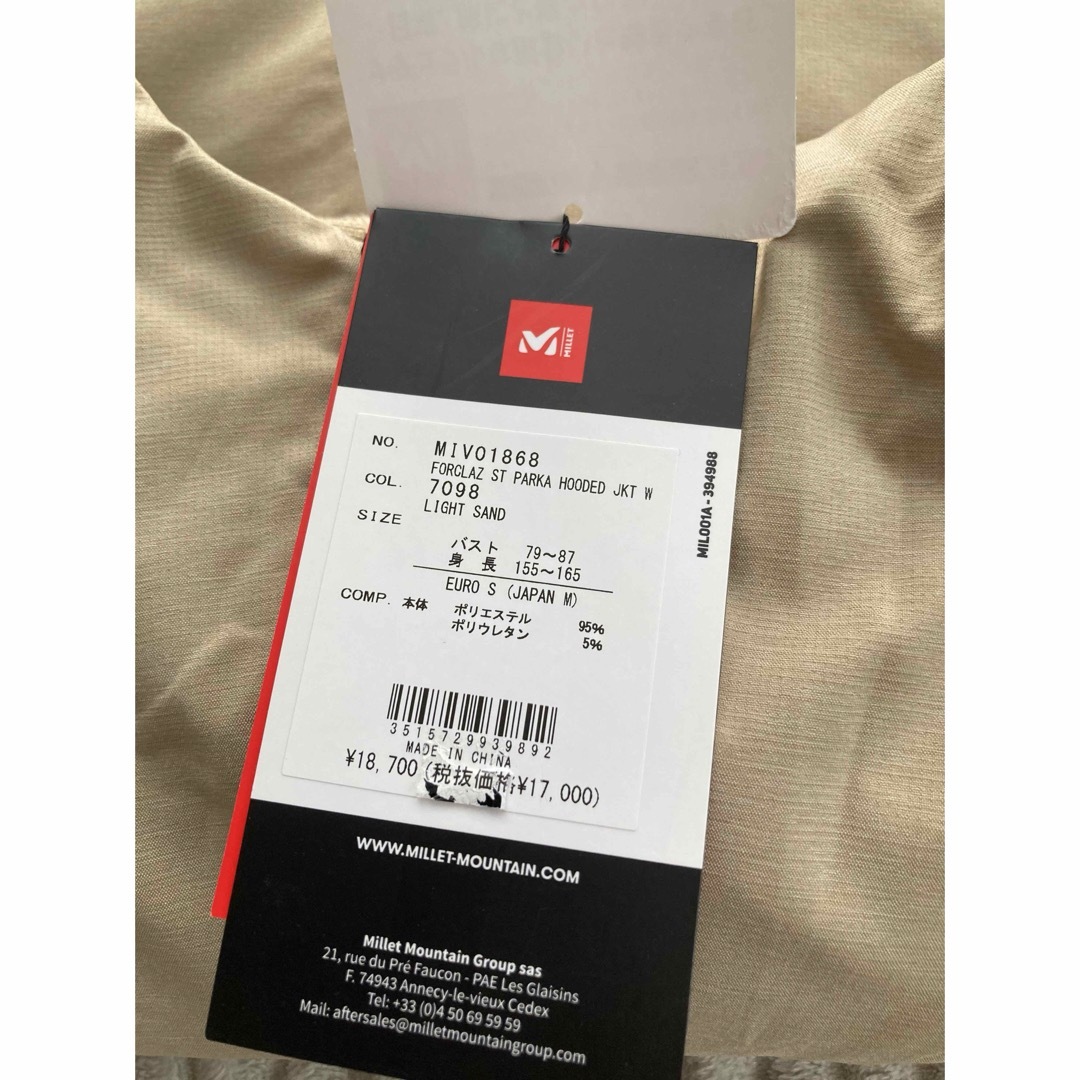 MILLET
NO. MIV01868
FORCLAZ ST PARKA HOODED JKT W
COL. 7098
LIGHT SAND
SIZE
バスト 79～87
身長 155～165
EURO S (JAPAN M)
COMP. 本体 ポリエステル 95%
ポリウレタン 5%
3515729939892
MADE IN CHINA
¥18,700 (税抜価格¥17,000)
MIL001A - 394988
WWW.MILLET-MOUNTAIN.COM
Millet Mountain Group sas
21, rue du Pré Faucon - PAE Les Glaisins
F. 74943 Annecy-le-vieux Cedex
Tel: +33 (0)4 50 69 59 59
Mail: aftersales@milletmountaingroup.com